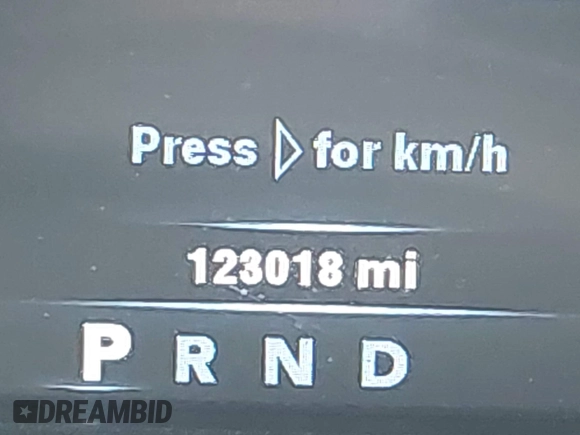 Press ▷ for km/h
123018 mi
P R N D
DREAMBID